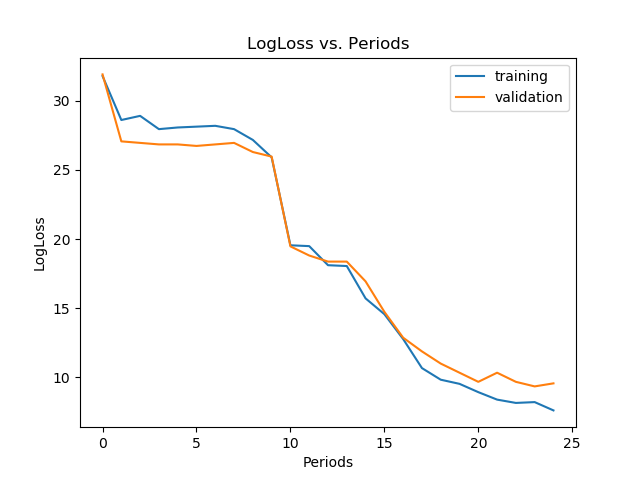 LogLoss vs. Periods
training
validation
LogLoss
30
25
20
15
10
0 5 10 15 20 25
Periods